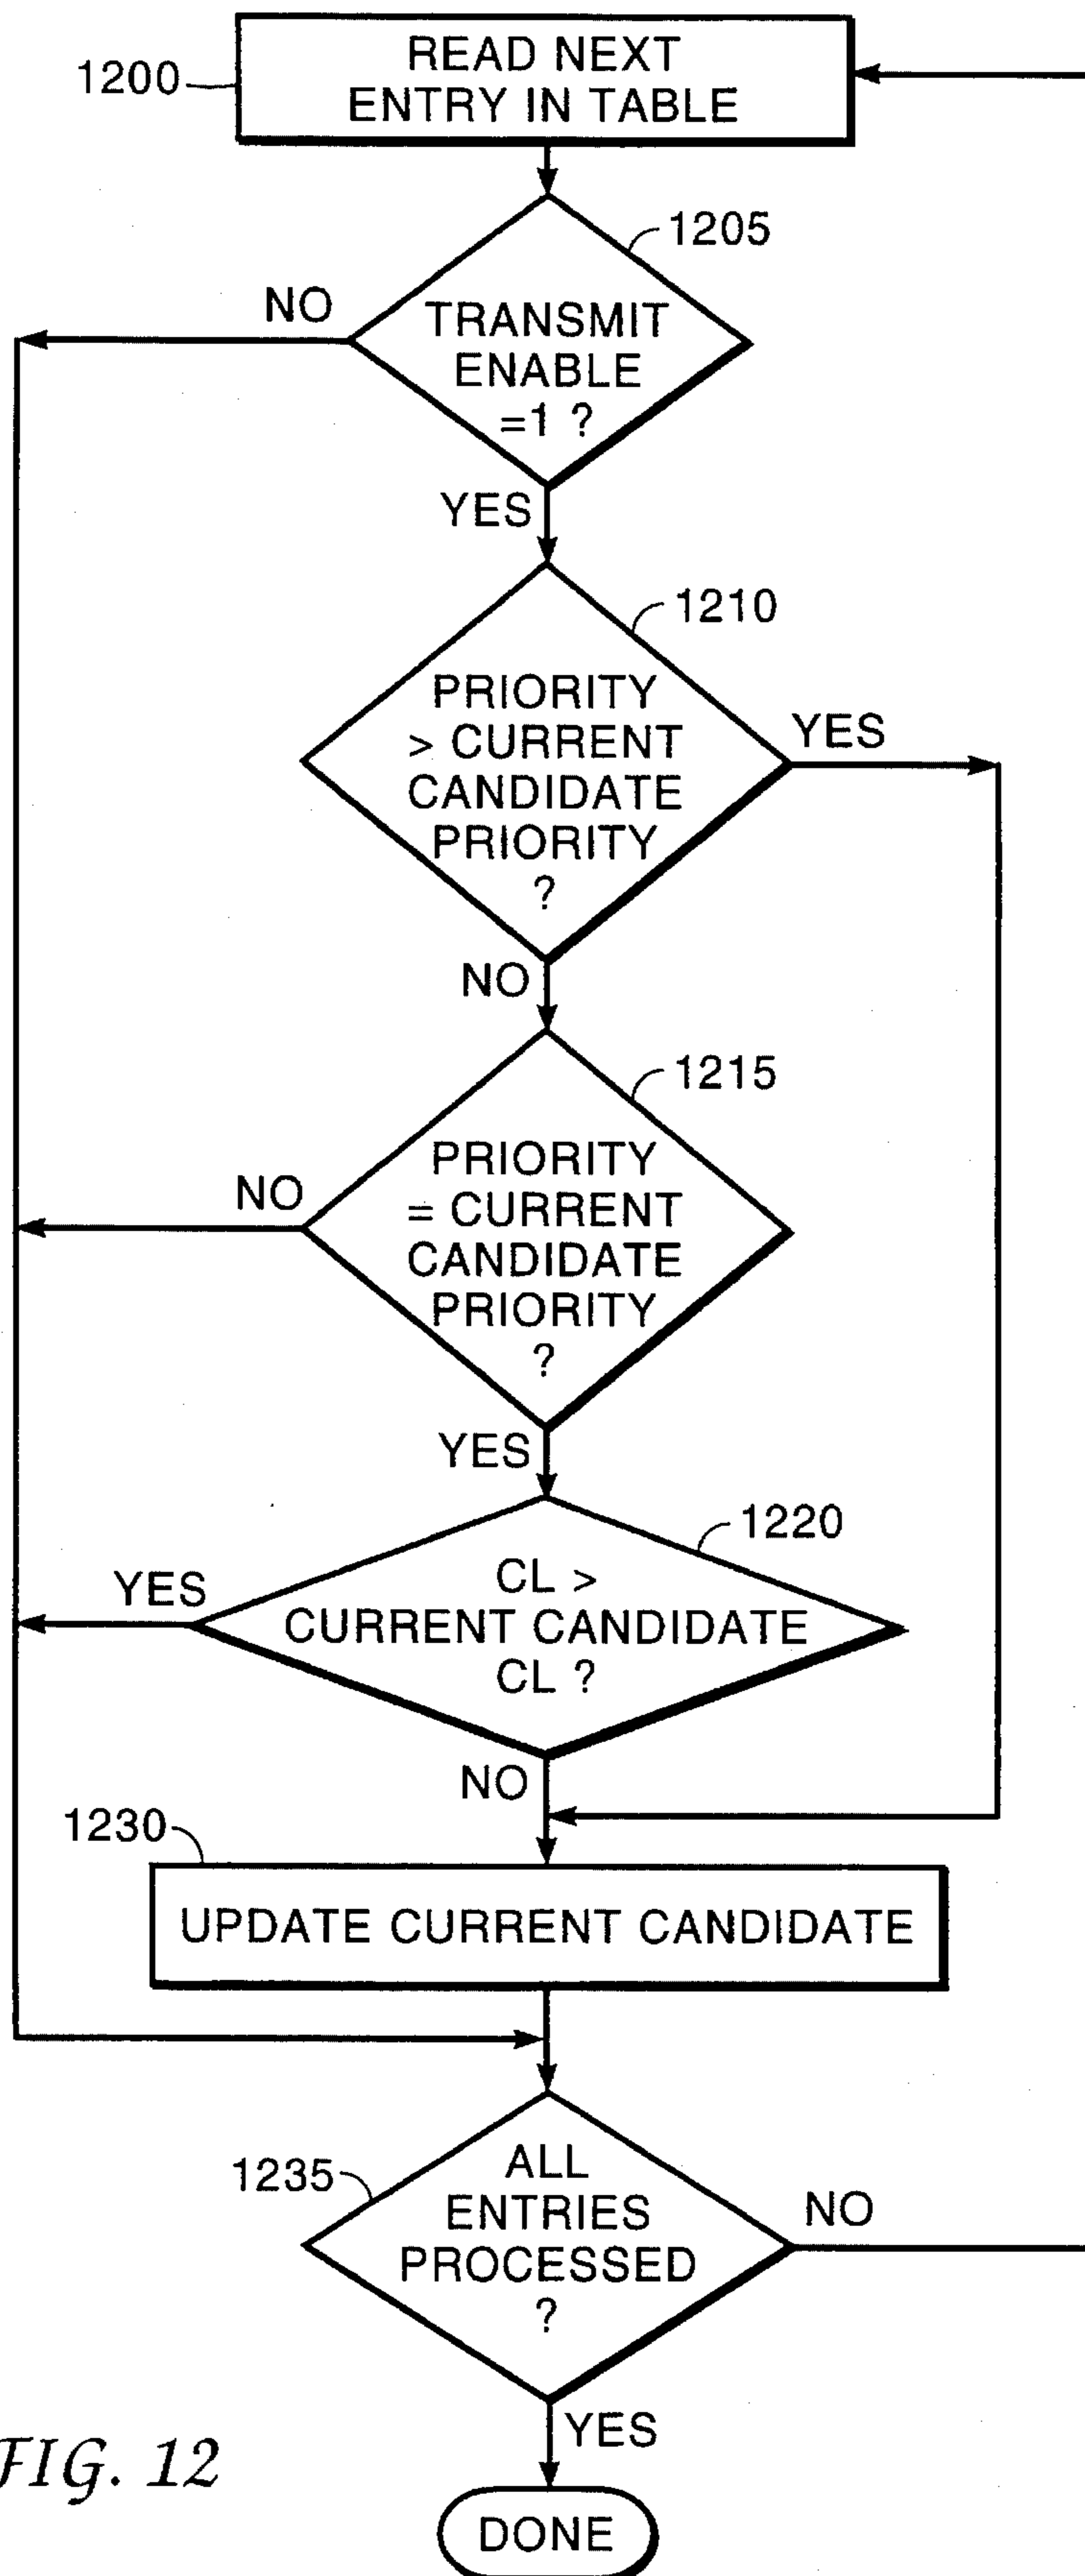 1200
READ NEXT
ENTRY IN TABLE
1205
NO
TRANSMIT
ENABLE
=1 ?
YES
1210
PRIORITY
> CURRENT
CANDIDATE
PRIORITY
?
YES
NO
1215
PRIORITY
= CURRENT
CANDIDATE
PRIORITY
?
NO
YES
1220
CL >
CURRENT CANDIDATE
CL ?
YES
NO
1230
UPDATE CURRENT CANDIDATE
1235
ALL
ENTRIES
PROCESSED
?
NO
YES
FIG. 12
DONE